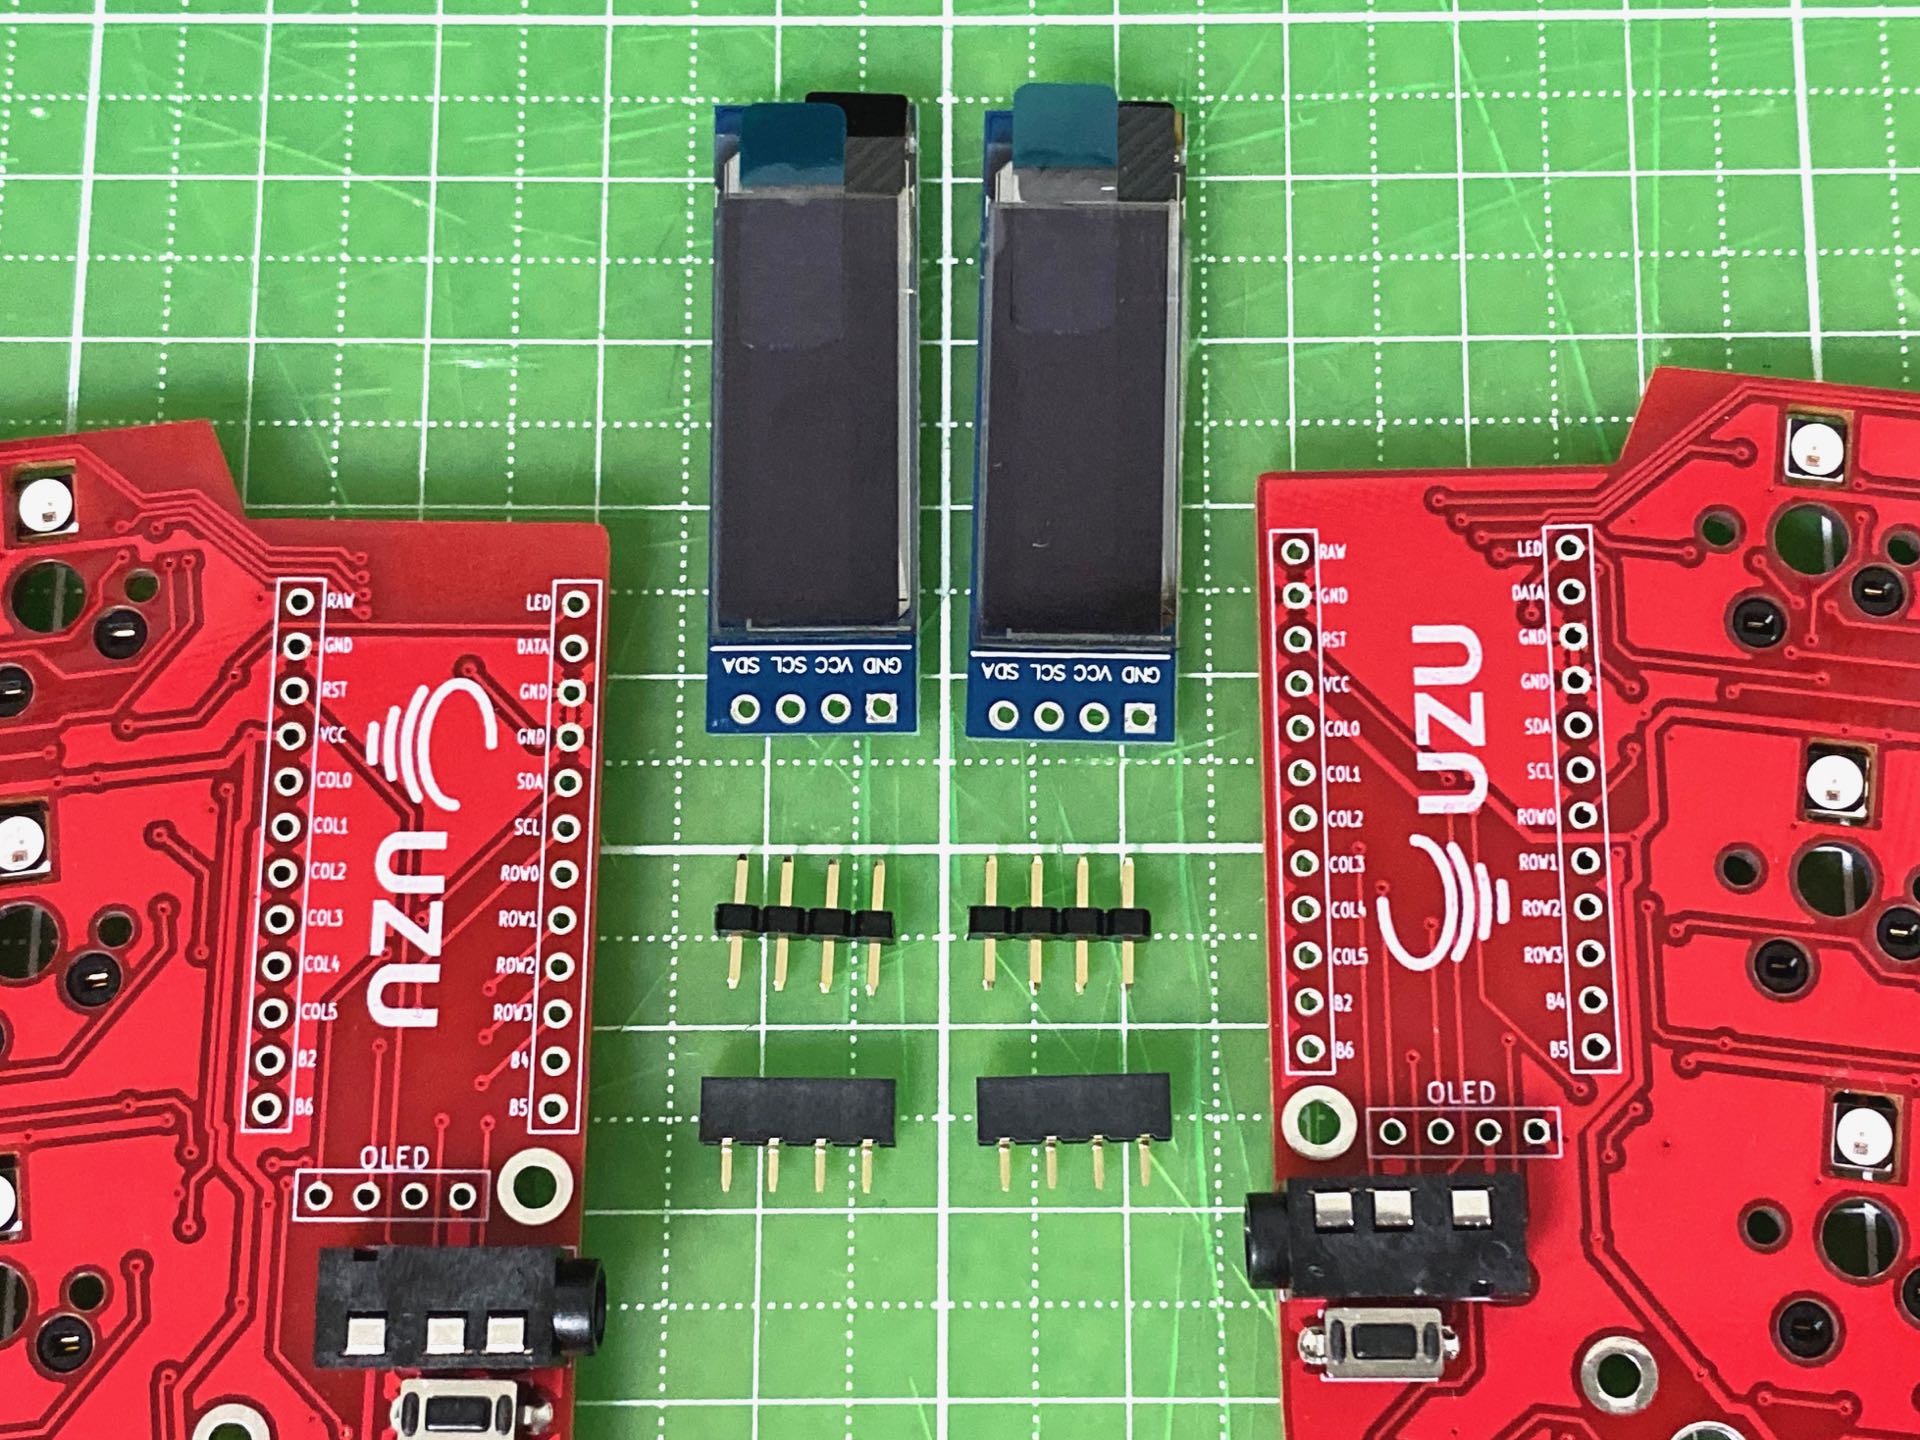 RAW
GND
RST
VCC
COL0
COL1
COL2
COL3
COL4
COL5
B2
B6
UZU
LED
DATA
GND
GND
SDA
SCL
ROW0
ROW1
ROW2
ROW3
B4
B5
OLED
SDA SCL VCC GND
SDA SCL VCC GND
RAW
GND
RST
VCC
COL0
COL1
COL2
COL3
COL4
COL5
B2
B6
UZU
LED
DATA
GND
GND
SDA
SCL
ROW0
ROW1
ROW2
ROW3
B4
B5
OLED